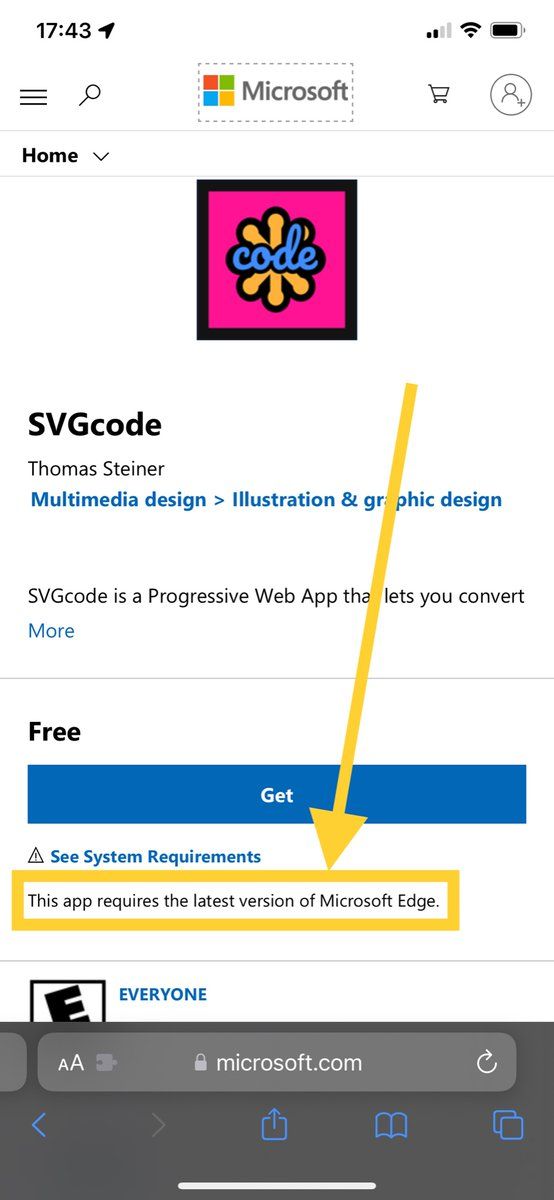 17:43
Microsoft
Home
code
SVGcode
Thomas Steiner
Multimedia design > Illustration & graphic design
SVGcode is a Progressive Web App that lets you convert
More
Free
Get
See System Requirements
This app requires the latest version of Microsoft Edge.
E
EVERYONE
AA
microsoft.com